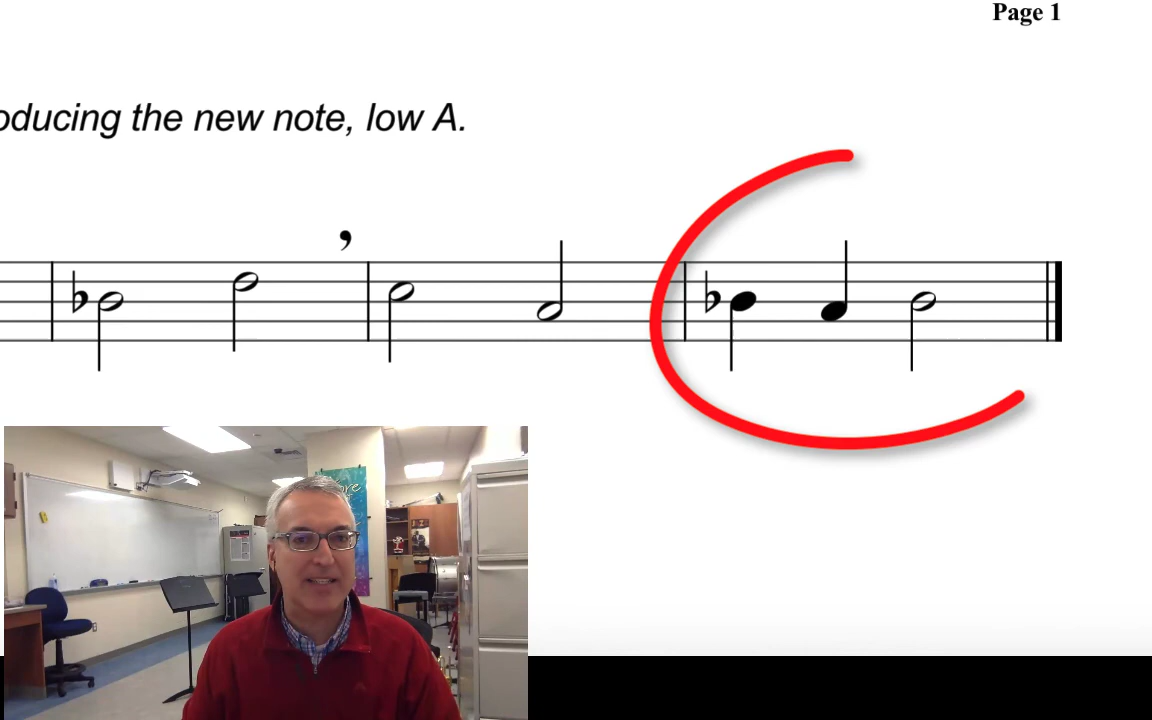 Page 1
oducing the new note, low A.